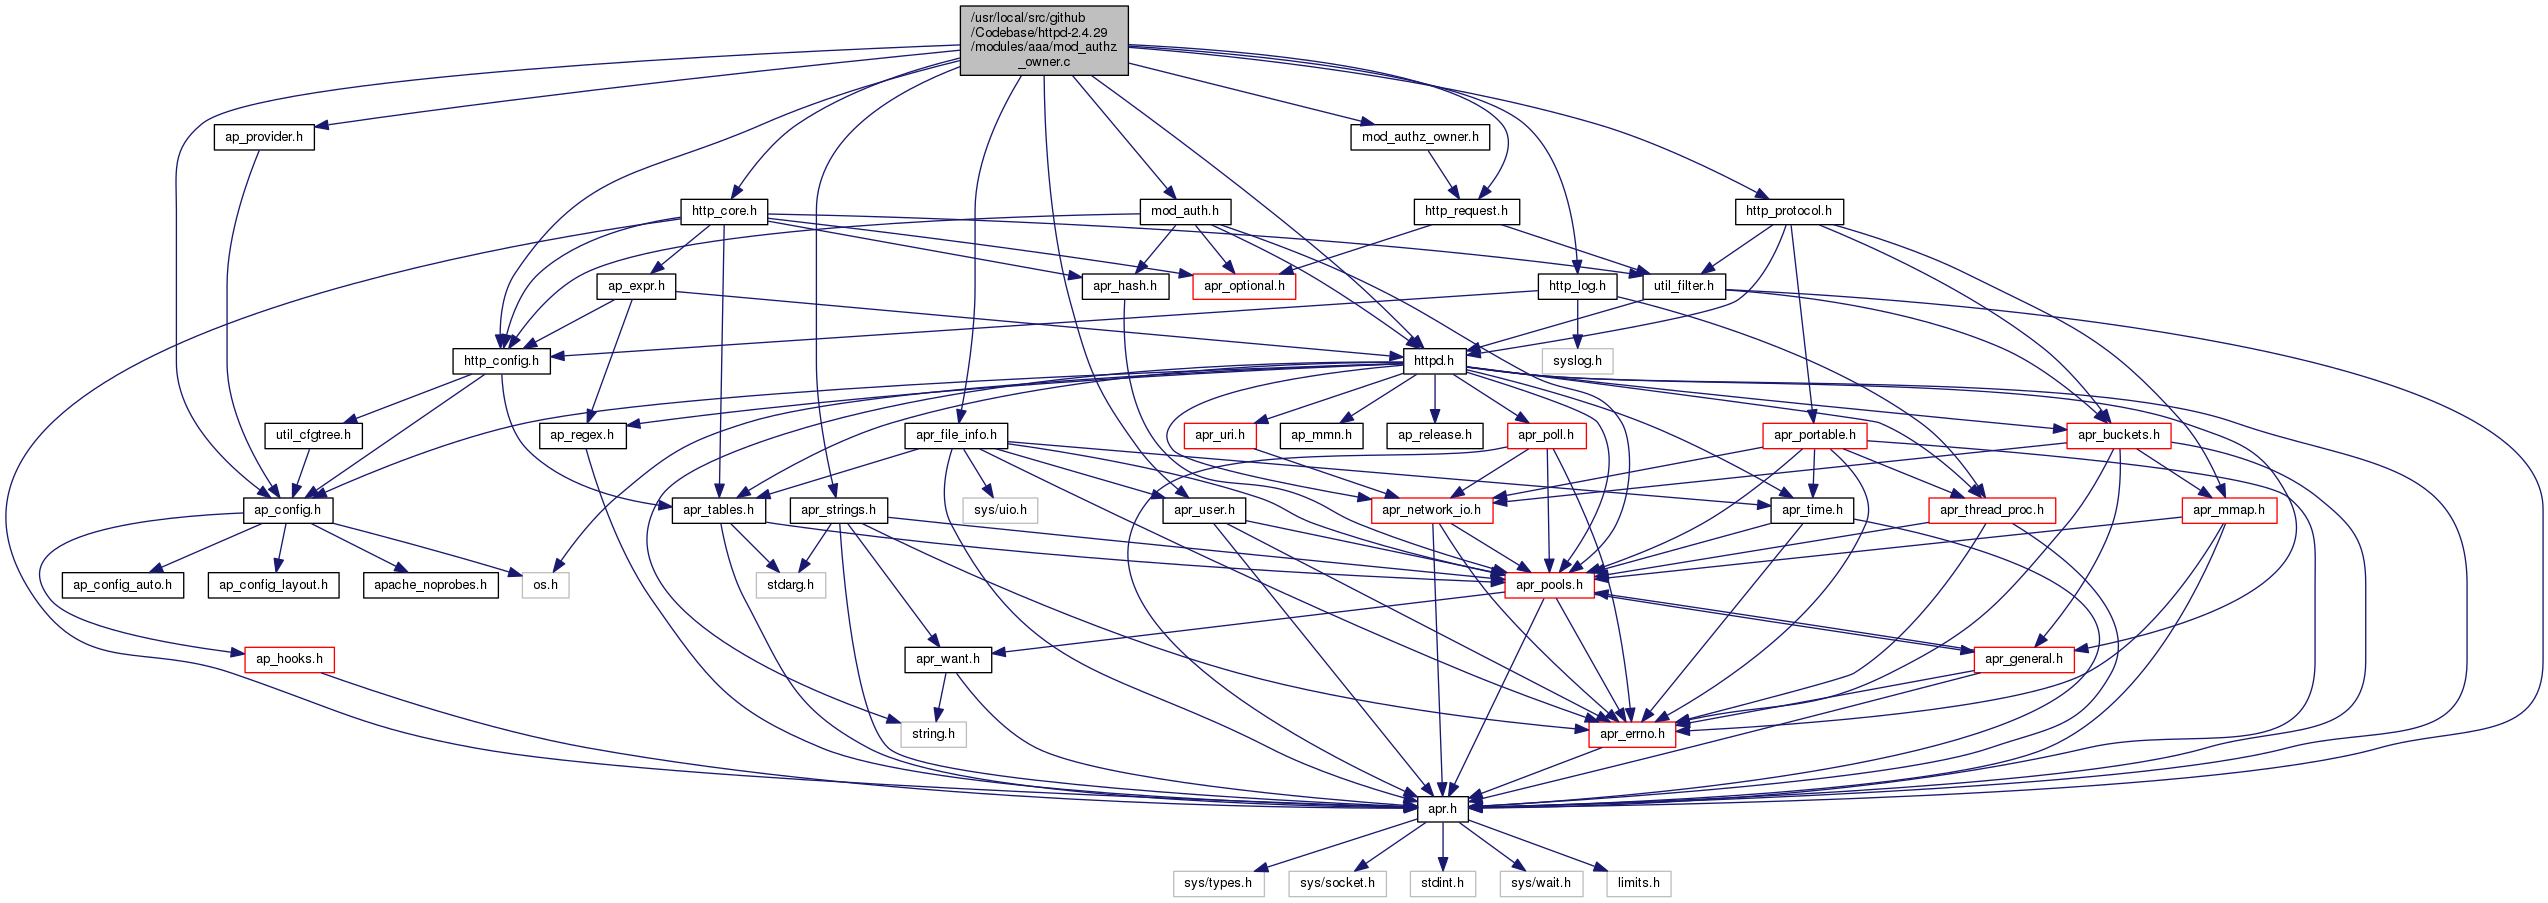 /usr/local/src/github
/Codebase/httpd-2.4.29
/modules/aaa/mod_authz
_owner.c
ap_provider.h
mod_authz_owner.h
http_core.h
mod_auth.h
http_request.h
http_protocol.h
ap_expr.h
apr_hash.h
apr_optional.h
http_log.h
util_filter.h
http_config.h
httpd.h
syslog.h
util_cfgtree.h
ap_regex.h
apr_file_info.h
apr_uri.h
ap_mmn.h
ap_release.h
apr_poll.h
apr_portable.h
apr_buckets.h
ap_config.h
apr_tables.h
apr_strings.h
sys/uio.h
apr_user.h
apr_network_io.h
apr_time.h
apr_thread_proc.h
apr_mmap.h
ap_config_auto.h
ap_config_layout.h
apache_noprobes.h
os.h
stdarg.h
apr_pools.h
ap_hooks.h
apr_want.h
apr_general.h
string.h
apr_errno.h
apr.h
sys/types.h
sys/socket.h
stdint.h
sys/wait.h
limits.h